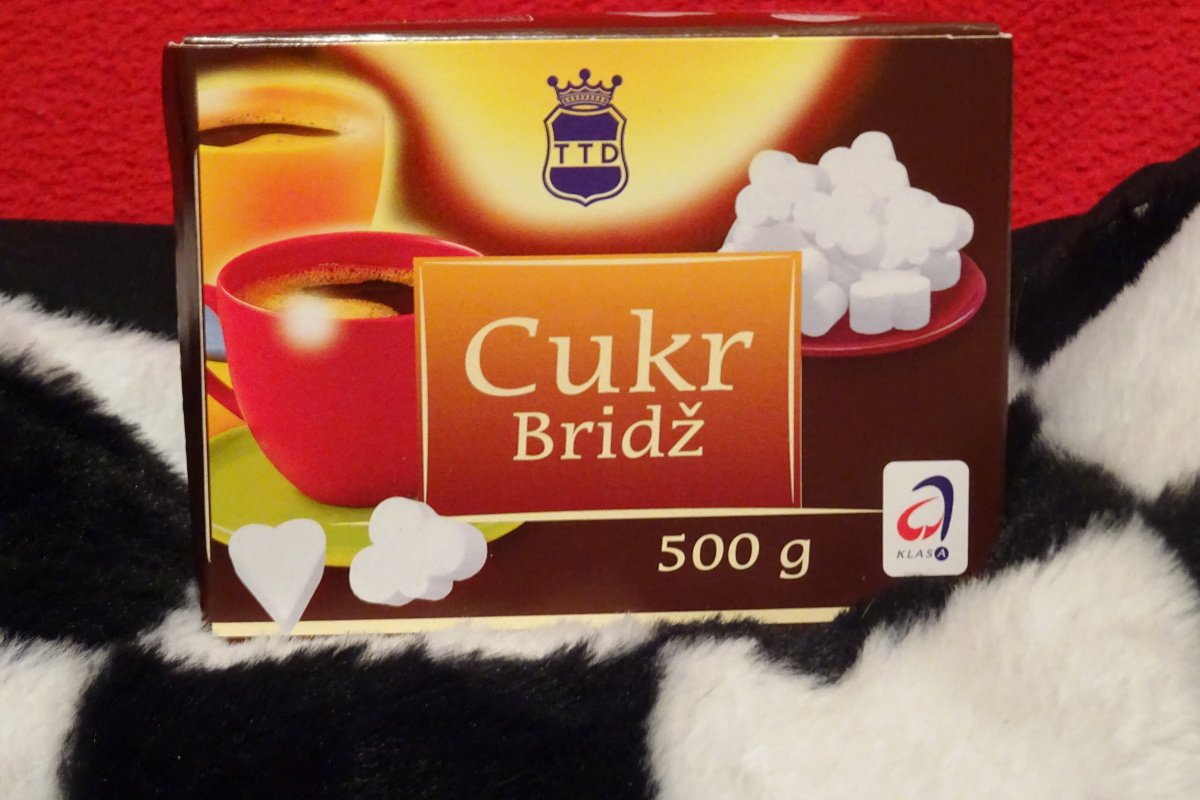 TTD
Cukr
Bridž
500 g
KLASA